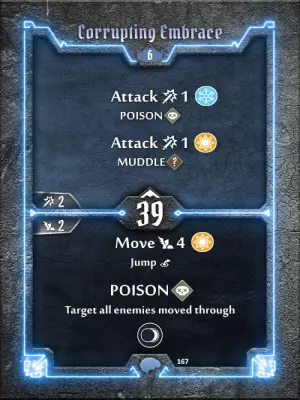 Corrupting Embrace
6
Attack 1
POISON
Attack 1
MUDDLE ?
2
39
2
Move 4
Jump
POISON
Target all enemies moved through
167